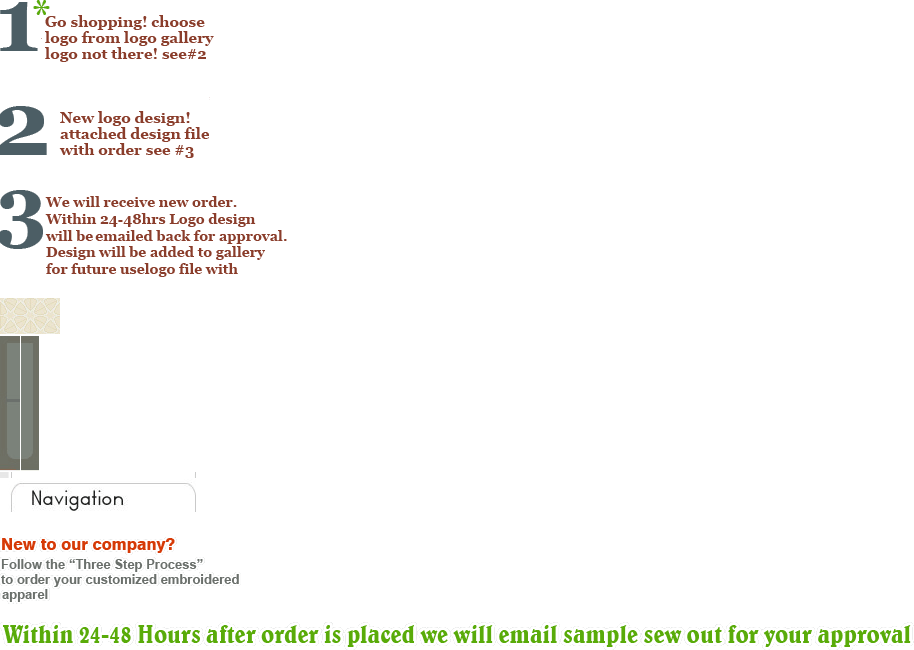 1* Go shopping! choose
logo from logo gallery
logo not there! see#2
2 New logo design!
attached design file
with order see #3
3 We will receive new order.
Within 24-48hrs Logo design
will be emailed back for approval.
Design will be added to gallery
for future uselogo file with
Navigation
New to our company?
Follow the “Three Step Process”
to order your customized embroidered
apparel
Within 24-48 Hours after order is placed we will email sample sew out for your approval